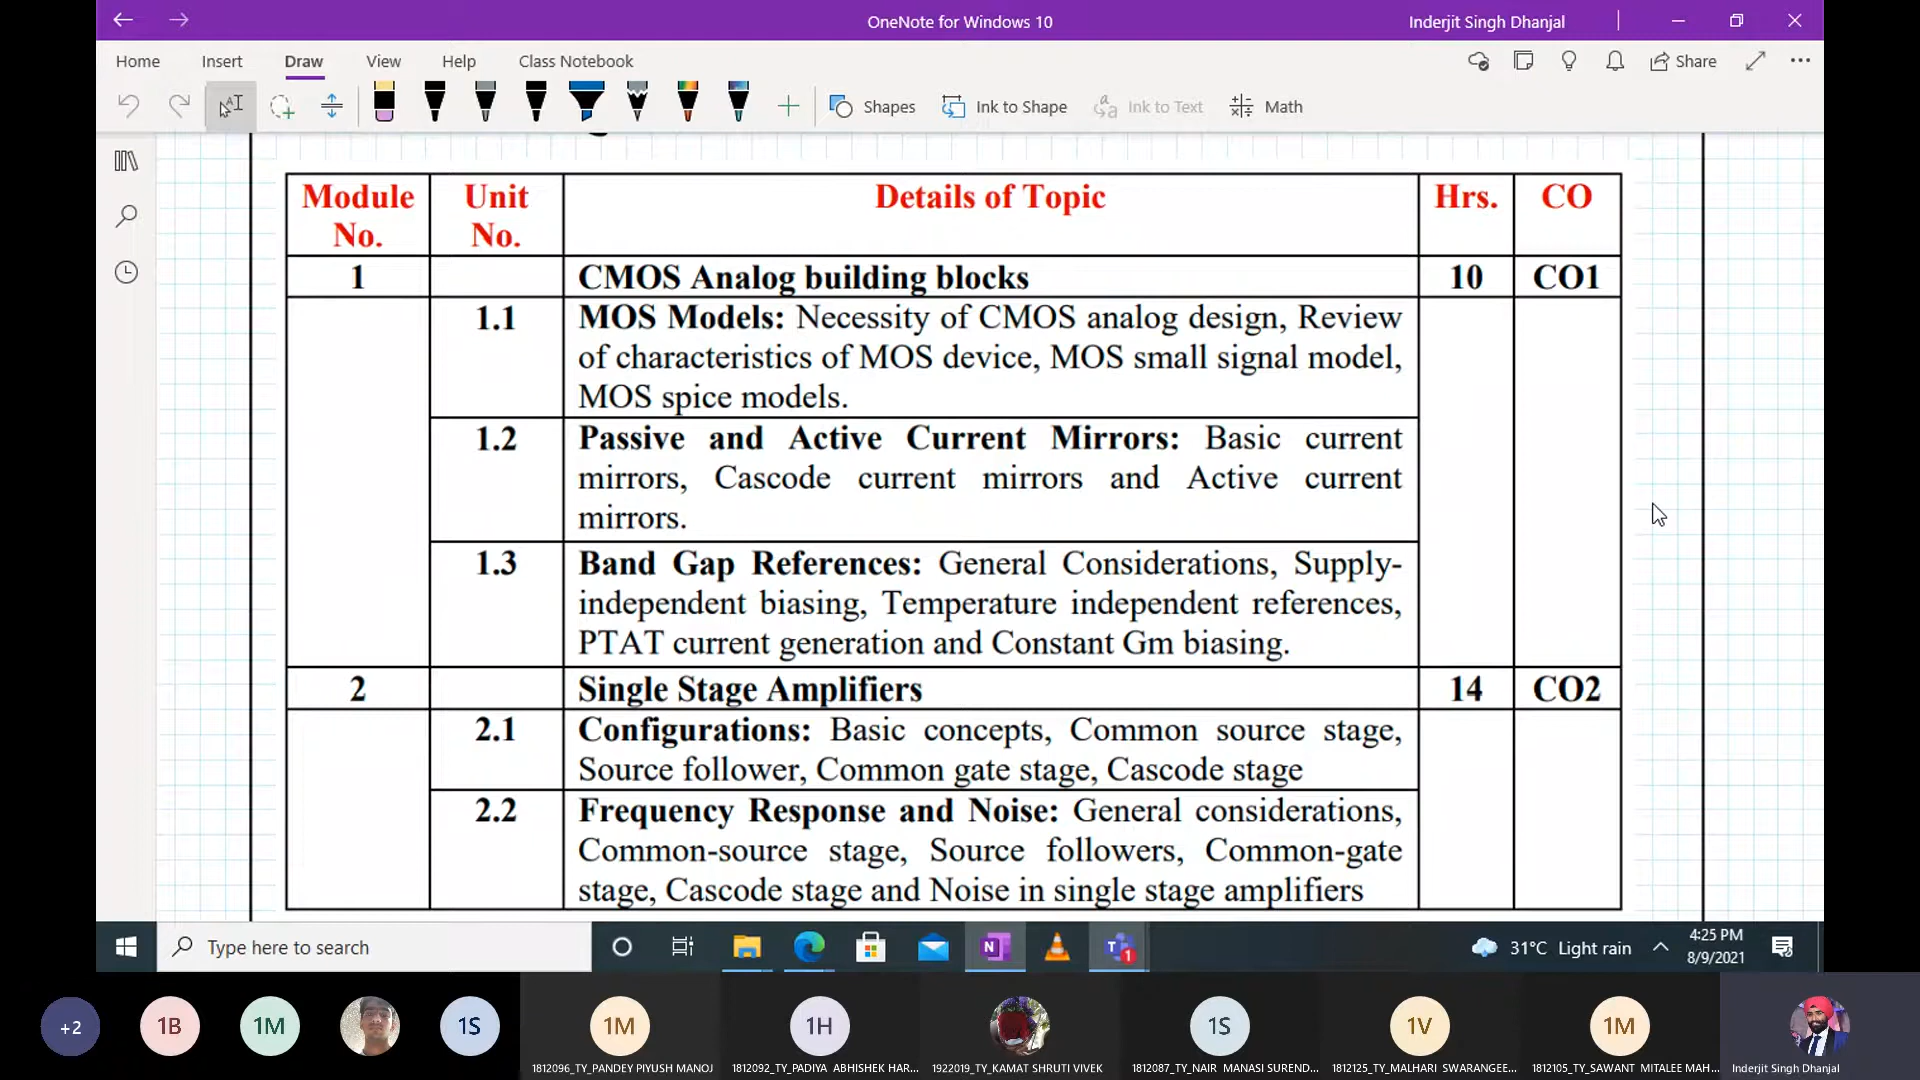 OneNote for Windows 10
Inderjit Singh Dhanjal
Home Insert Draw View Help Class Notebook
Share
Shapes Ink to Shape Ink to Text Math
Module No. Unit No. Details of Topic Hrs. CO
1 CMOS Analog building blocks 10 CO1
1.1 MOS Models: Necessity of CMOS analog design, Review
of characteristics of MOS device, MOS small signal model,
MOS spice models.
1.2 Passive and Active Current Mirrors: Basic current
mirrors, Cascode current mirrors and Active current
mirrors.
1.3 Band Gap References: General Considerations, Supply-
independent biasing, Temperature independent references,
PTAT current generation and Constant Gm biasing.
2 Single Stage Amplifiers 14 CO2
2.1 Configurations: Basic concepts, Common source stage,
Source follower, Common gate stage, Cascode stage
2.2 Frequency Response and Noise: General considerations,
Common-source stage, Source followers, Common-gate
stage, Cascode stage and Noise in single stage amplifiers
Type here to search
N
T
1
31°C Light rain
4:25 PM
8/9/2021
+2 1B 1M 1S 1M 1H 1S 1V 1M
1812096_TY_PANDEY PIYUSH MANOJ
1812092_TY_PADIYA ABHISHEK HAR...
1922019_TY_KAMAT SHRUTI VIVEK
1812087_TY_NAIR MANASI SUREND...
1812125_TY_MALHARI SWARANGEE...
1812105_TY_SAWANT MITALEE MAH...
Inderjit Singh Dhanjal